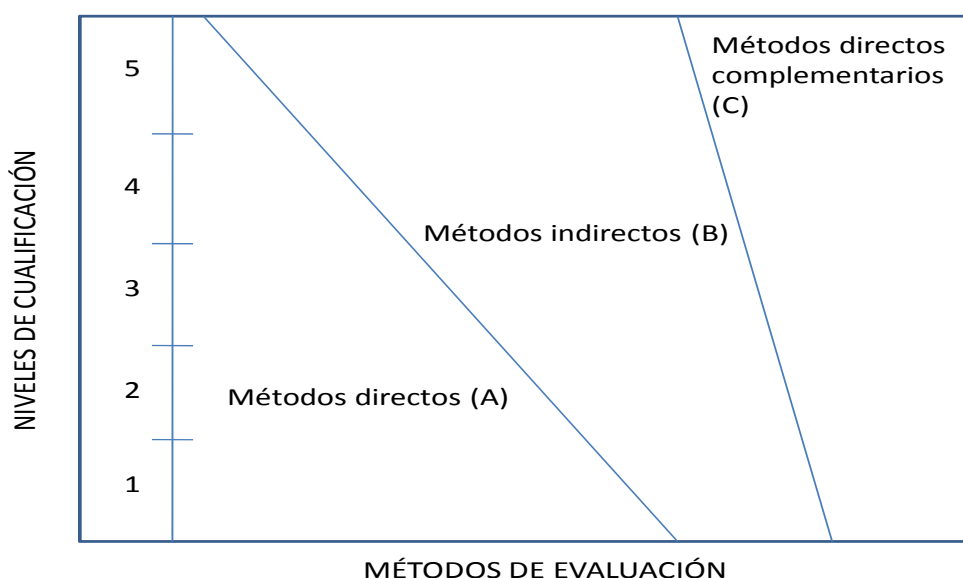 NIVELES DE CUALIFICACIÓN
5
4
3
2
1
Métodos directos
complementarios
(C)
Métodos indirectos (B)
Métodos directos (A)
MÉTODOS DE EVALUACIÓN